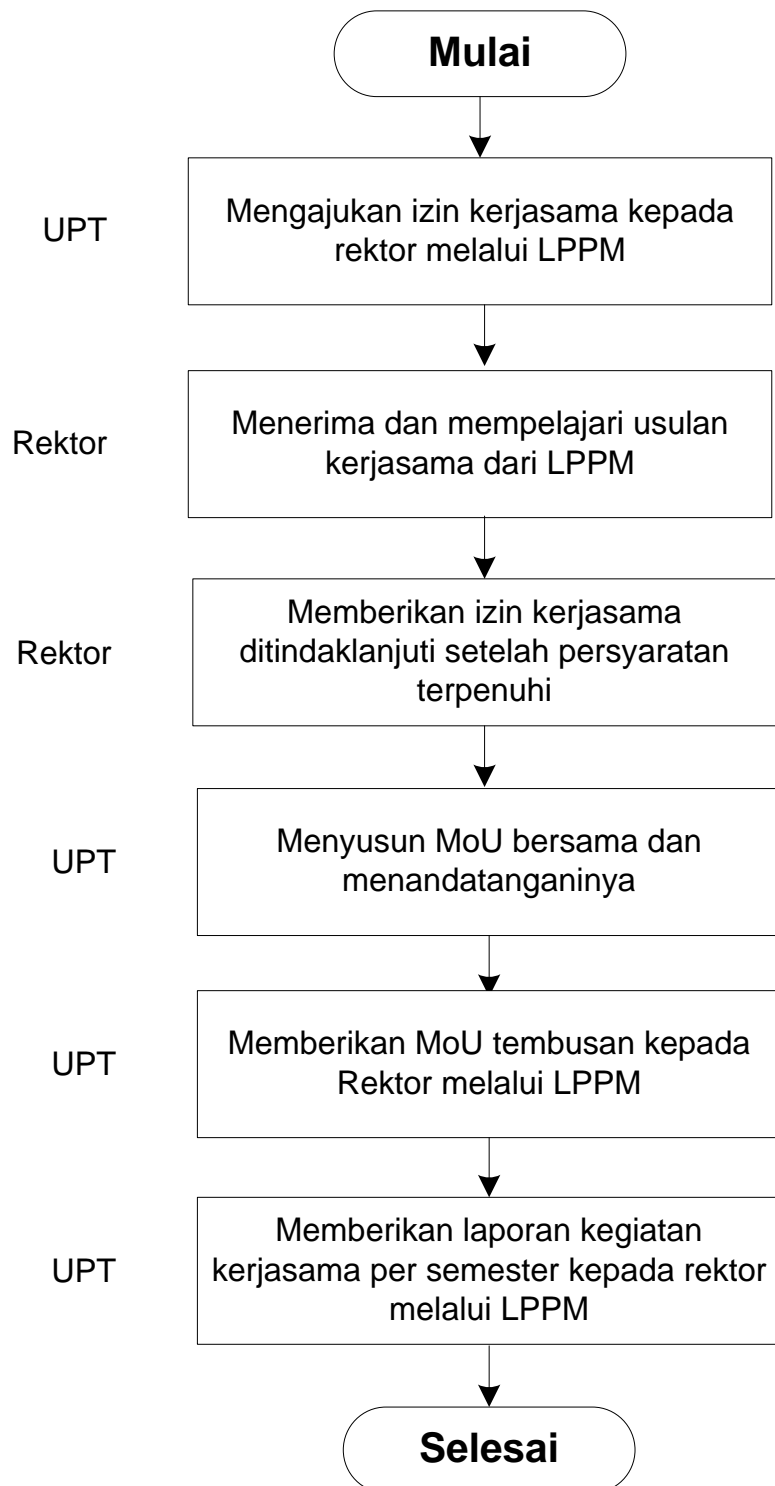 Mulai
UPT
Mengajukan izin kerjasama kepada
rektor melalui LPPM
Rektor
Menerima dan mempelajari usulan
kerjasama dari LPPM
Rektor
Memberikan izin kerjasama
ditindaklanjuti setelah persyaratan
terpenuhi
UPT
Menyusun MoU bersama dan
menandatanganinya
UPT
Memberikan MoU tembusan kepada
Rektor melalui LPPM
UPT
Memberikan laporan kegiatan
kerjasama per semester kepada rektor
melalui LPPM
Selesai